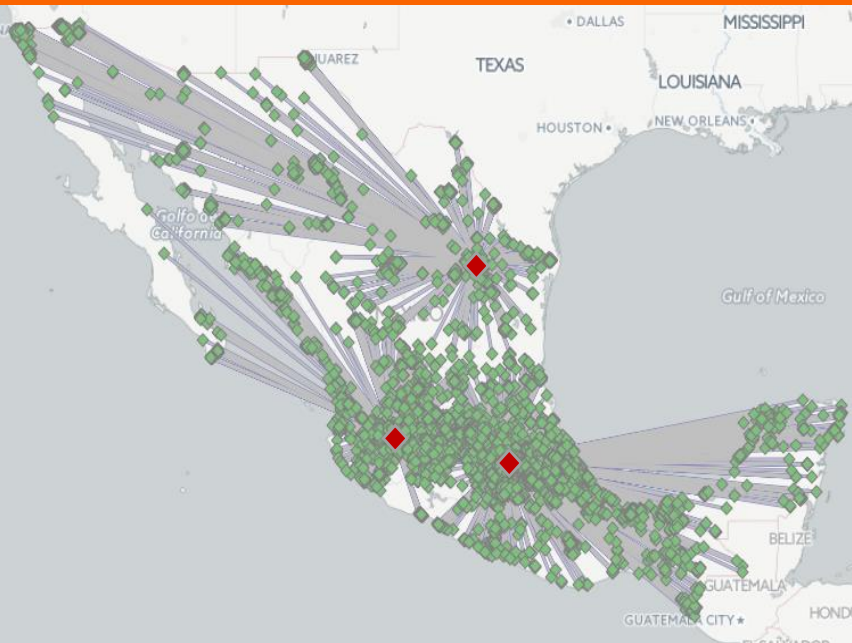 DALLAS
MISSISSIPPI
JUAREZ
TEXAS
LOUISIANA
HOUSTON
NEW ORLEANS
Golfo de
California
Gulf of Mexico
BELIZE
GUATEMALA
GUATEMALA CITY